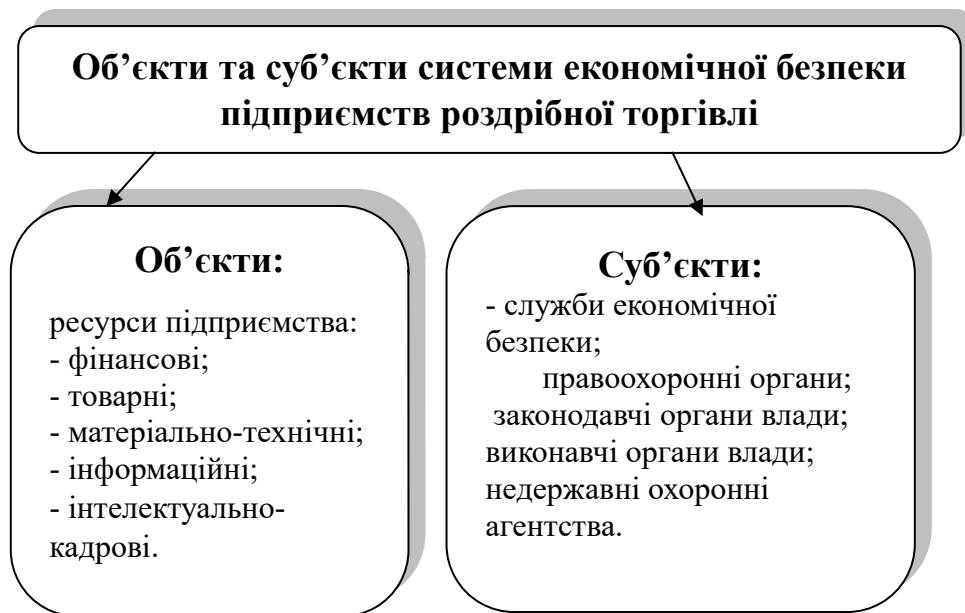 Об’єкти та суб’єкти системи економічної безпеки
підприємств роздрібної торгівлі
Об’єкти:
ресурси підприємства:
- фінансові;
- товарні;
- матеріально-технічні;
- інформаційні;
- інтелектуально-
кадрові.
Суб’єкти:
- служби економічної
безпеки;
правоохоронні органи;
законодавчі органи влади;
виконавчі органи влади;
недержавні охоронні
агентства.